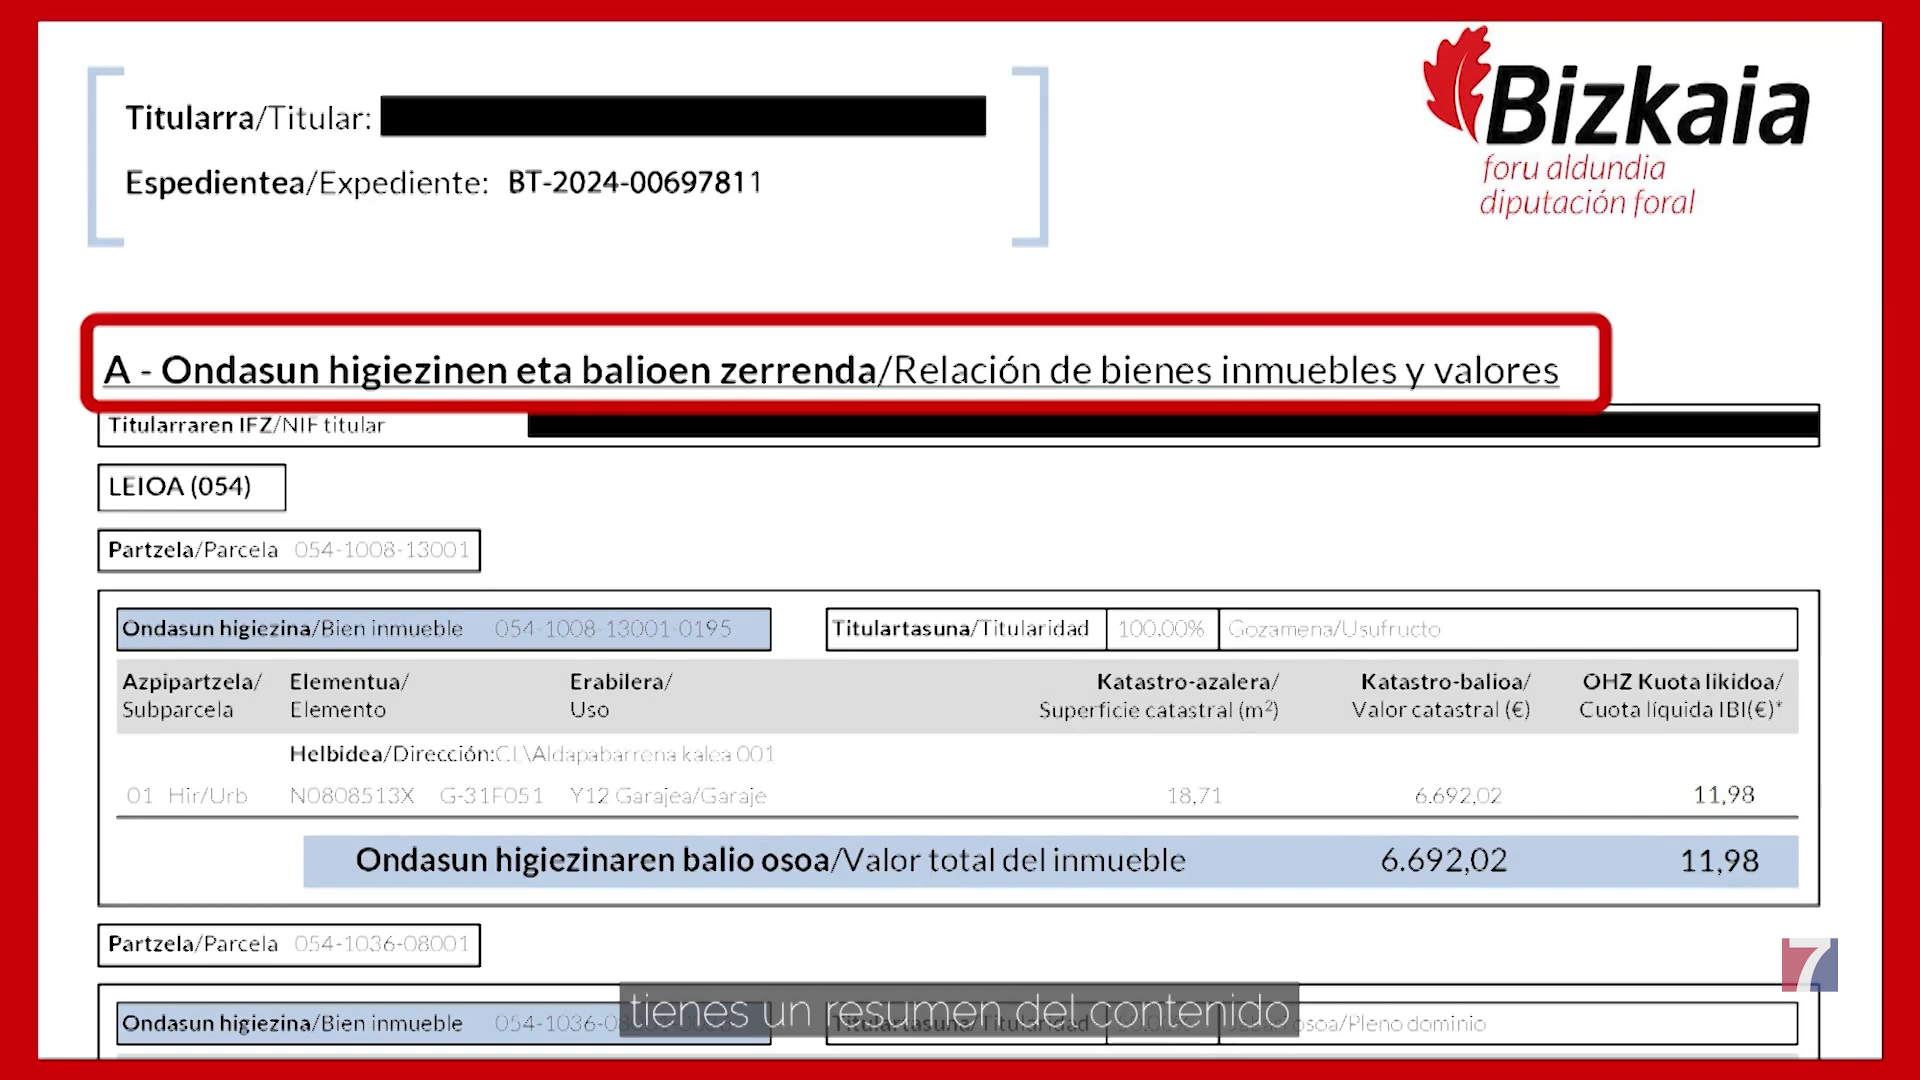 Bizkaia
foru aldundia
diputación foral
Titularra/Titular:
Espedientea/Expediente: BT-2024-00697811
A - Ondasun higiezinen eta balioen zerrenda/Relación de bienes inmuebles y valores
Titularraren IFZ/NIF titular
LEIOA (054)
Partzela/Parcela 054-1008-13001
Ondasun higiezina/Bien inmueble 054-1008-13001-0195 Titulartasuna/Titularidad 100.00% Gozamena/Usufructo
Azpipartzela/ Elementua/ Erabilera/ Katastro-azalera/ Katastro-balioa/ OHZ Kuota likidoa/
Subparcela Elemento Uso Superficie catastral (m²) Valor catastral (€) Cuota líquida IBI(€)*
Helbidea/Dirección:CL\Aldapabarrena kalea 001
01 Hir/Urb N0808513X G-31F051 Y12 Garajea/Garaje 18,71 6.692,02 11,98
Ondasun higiezinaren balio osoa/Valor total del inmueble 6.692,02 11,98
Partzela/Parcela 054-1036-08001
7
Ondasun higiezina/Bien inmueble Titulartasuna/Titularidad osoa/Pleno dominio
tienes un resumen del contenido